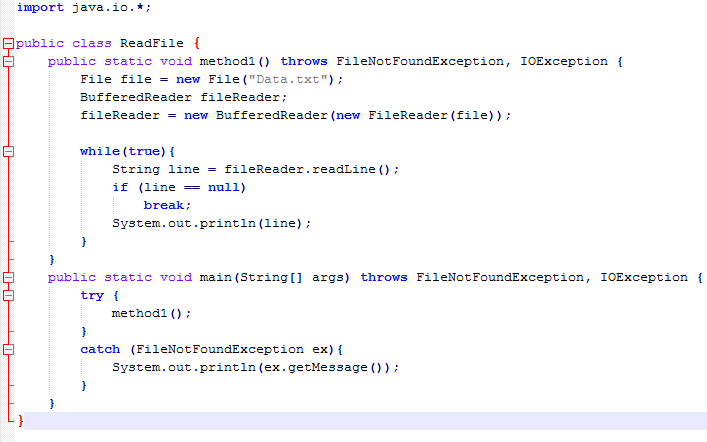 import java.io.*;
public class ReadFile {
public static void method1() throws FileNotFoundException, IOException {
File file = new File("Data.txt");
BufferedReader fileReader;
fileReader = new BufferedReader(new FileReader(file));
while(true){
String line = fileReader.readLine();
if (line == null)
break;
System.out.println(line);
}
}
public static void main(String[] args) throws FileNotFoundException, IOException {
try {
method1();
}
catch (FileNotFoundException ex){
System.out.println(ex.getMessage());
}
}
}